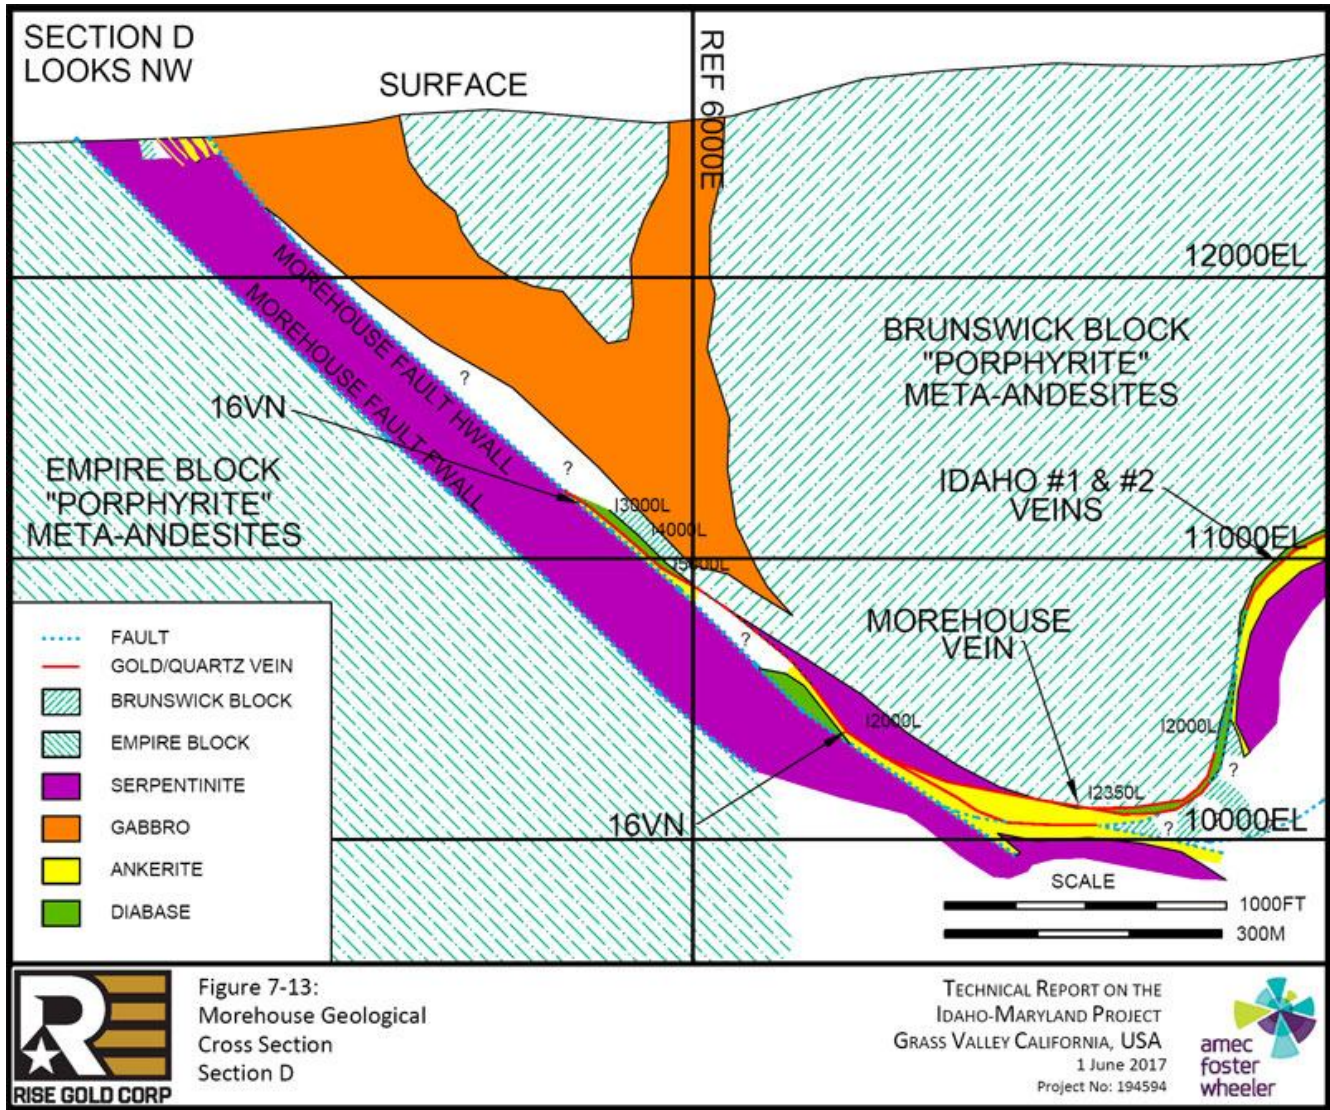 SECTION D
LOOKS NW
SURFACE
REF 6000E
12000EL
MOREHOUSE FAULT HWALL
MOREHOUSE FAULT FWALL
BRUNSWICK BLOCK
"PORPHYRITE"
META-ANDESITES
?
16VN
EMPIRE BLOCK
"PORPHYRITE"
META-ANDESITES
?
IDAHO #1 & #2
VEINS
I3000L
I4000L
11000EL
MOREHOUSE
VEIN
?
I2000L
I2000L
?
I2350L
16VN
?
10000EL
FAULT
GOLD/QUARTZ VEIN
BRUNSWICK BLOCK
EMPIRE BLOCK
SERPENTINITE
GABBRO
ANKERITE
DIABASE
SCALE
1000FT
300M
R
RISE GOLD CORP
Figure 7-13:
Morehouse Geological
Cross Section
Section D
TECHNICAL REPORT ON THE
IDAHO-MARYLAND PROJECT
GRASS VALLEY CALIFORNIA, USA
1 June 2017
Project No: 194594
amec
foster
wheeler